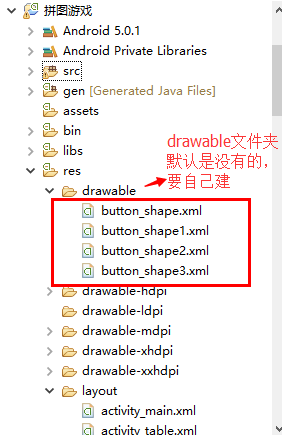 拼图游戏
Android 5.0.1
Android Private Libraries
src
gen [Generated Java Files]
assets
bin
libs
res
drawable
drawable文件夹
默认是没有的，
要自己建
button_shape.xml
button_shape1.xml
button_shape2.xml
button_shape3.xml
drawable-hdpi
drawable-ldpi
drawable-mdpi
drawable-xhdpi
drawable-xxhdpi
layout
activity_main.xml
activity_table.xml